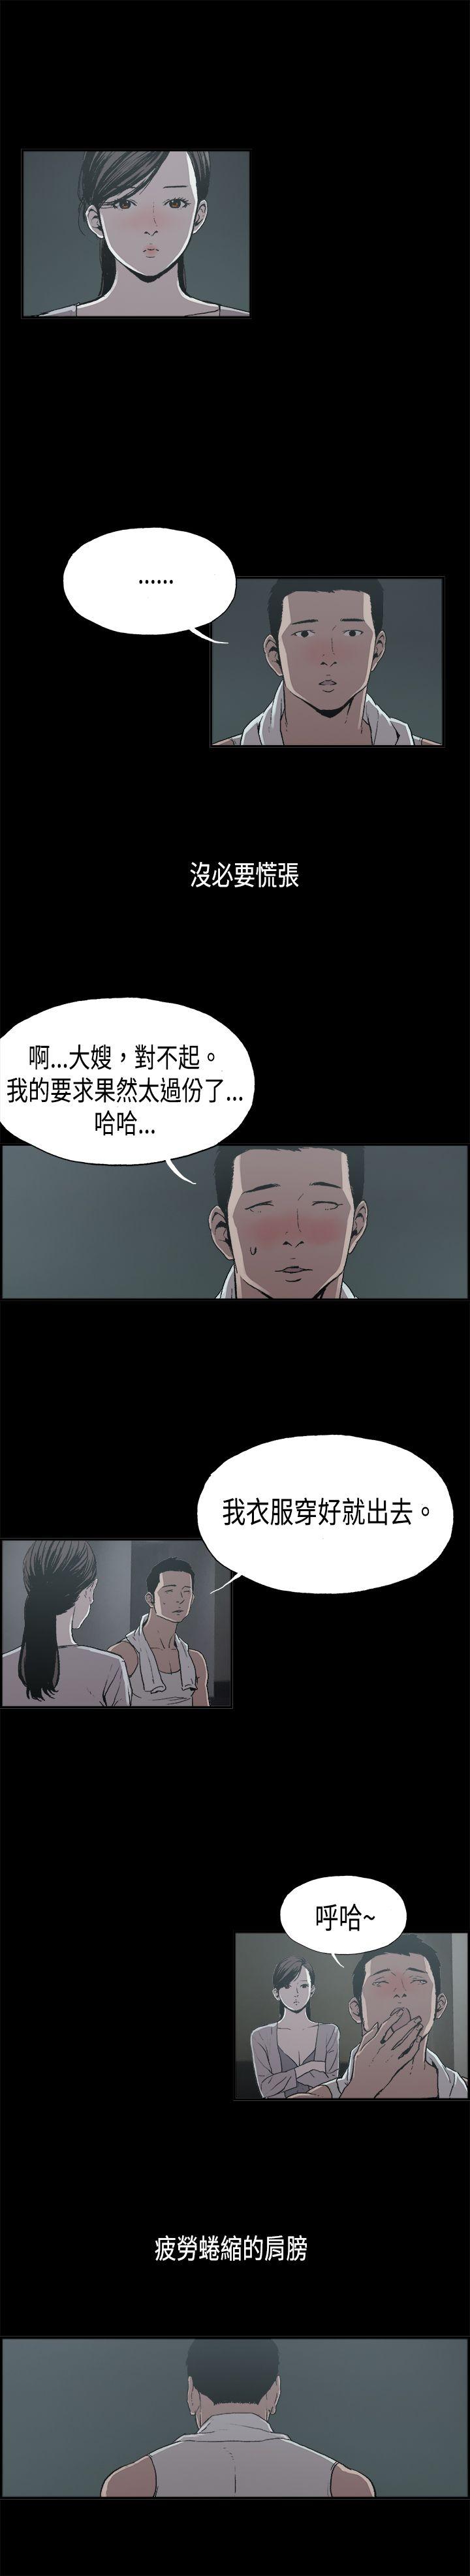 ......
沒必要慌張
啊...大嫂，對不起。
我的要求果然太過份了...
哈哈...
我衣服穿好就出去。
呼哈~
疲勞蜷縮的肩膀